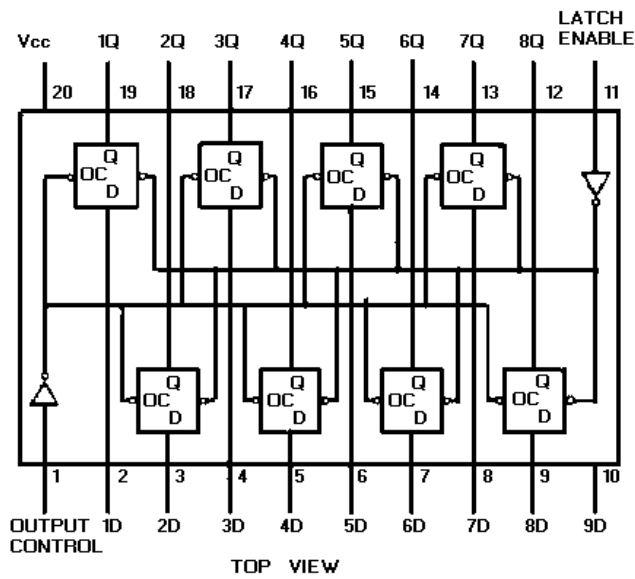 LATCH
ENABLE
Vcc 1Q 2Q 3Q 4Q 5Q 6Q 7Q 8Q
20 19 18 17 16 15 14 13 12 11
Q Q Q Q
OC OC OC OC
D D D D
Q Q Q Q
OC OC OC OC
D D D D
1 2 3 4 5 6 7 8 9 10
OUTPUT
CONTROL
1D 2D 3D 4D 5D 6D 7D 8D 9D
TOP VIEW